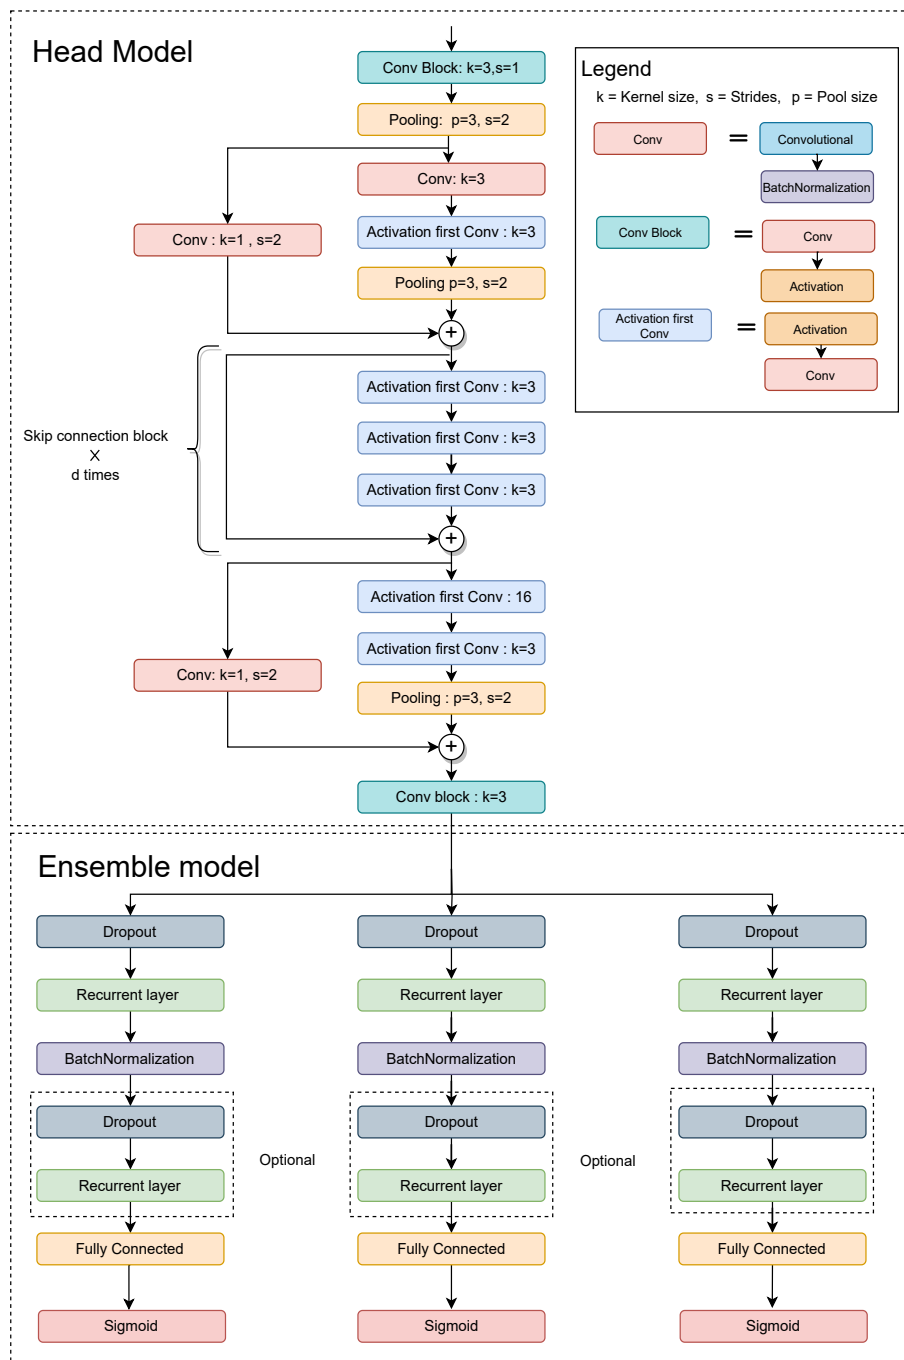 Head Model
Conv Block: k=3,s=1
Pooling: p=3, s=2
Conv: k=3
Conv : k=1 , s=2
Activation first Conv : k=3
Pooling p=3, s=2
+
Skip connection block
X
d times
Activation first Conv : k=3
Activation first Conv : k=3
Activation first Conv : k=3
+
Activation first Conv : 16
Activation first Conv : k=3
Conv: k=1, s=2
Pooling : p=3, s=2
+
Conv block : k=3
Legend
k = Kernel size, s = Strides, p = Pool size
Conv = Convolutional
BatchNormalization
Conv Block = Conv
Activation
Activation first
Conv
= Activation
Conv
Ensemble model
Dropout Dropout Dropout
Recurrent layer Recurrent layer Recurrent layer
BatchNormalization BatchNormalization BatchNormalization
Dropout Dropout Dropout
Optional Optional
Recurrent layer Recurrent layer Recurrent layer
Fully Connected Fully Connected Fully Connected
Sigmoid Sigmoid Sigmoid